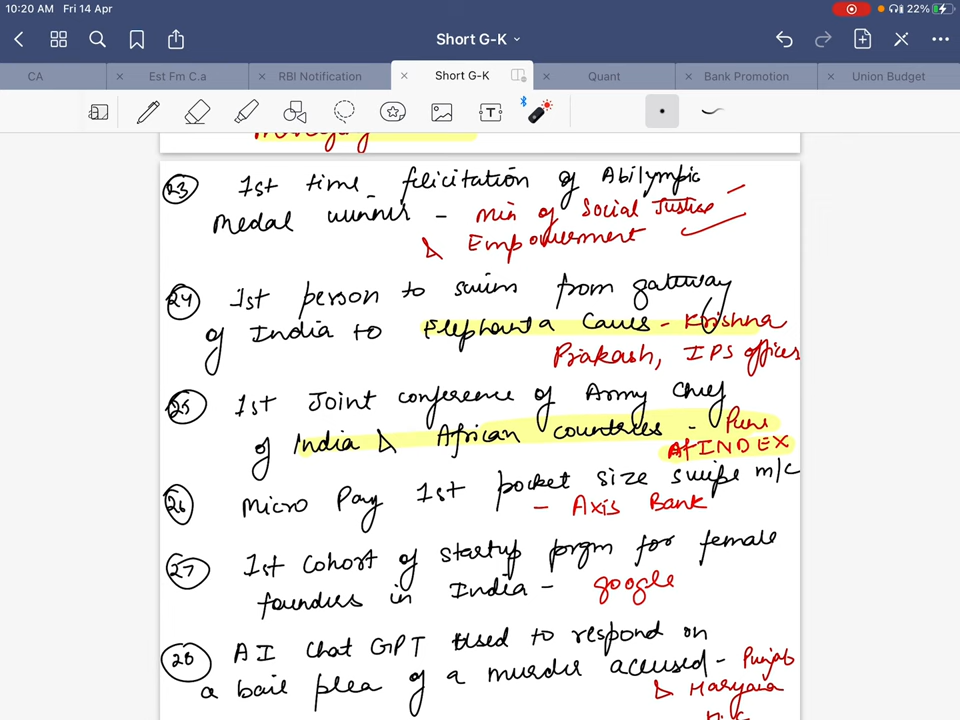 10:20 AM Fri 14 Apr
22%
Short G-K
CA
Est Fm C.a
RBI Notification
Short G-K
Quant
Bank Promotion
Union Budget
23 1st time felicitation of Abilympic
Medal winner - Min of Social Justice
& Empowerment
24 1st person to swim from gateway
of India to Elephanta Caves - Krishna
Prakash, IPS officer
25 1st Joint conference of Army Chief
of India & African countries - Pune
AfINDEX
26 Micro Pay 1st pocket size swipe m/c
- Axis Bank
27 1st Cohort of startup prgm for female
founders in India - google
28 AI Chat GPT used to respond on
a bail plea of a murder accused - Punjab
& Haryana